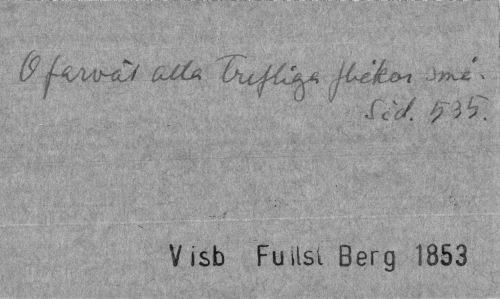 O farväl alla Trefliga flickor små.
Sid. 535.
Visb Fullst Berg 1853